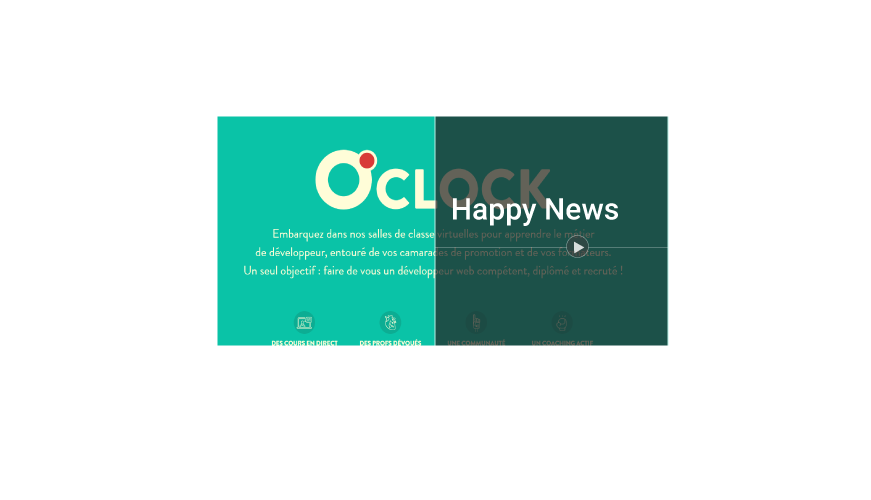 O'CLOCK
Happy News
Embarquez dans nos salles de classe virtuelles pour apprendre le métier
de développeur, entouré de vos camarades de promotion et de vos formateurs.
Un seul objectif : faire de vous un développeur web compétent, diplômé et recruté !
DES COURS EN DIRECT DES PROFS DÉVOUÉS UNE COMMUNAUTÉ UN COACHING ACTIF